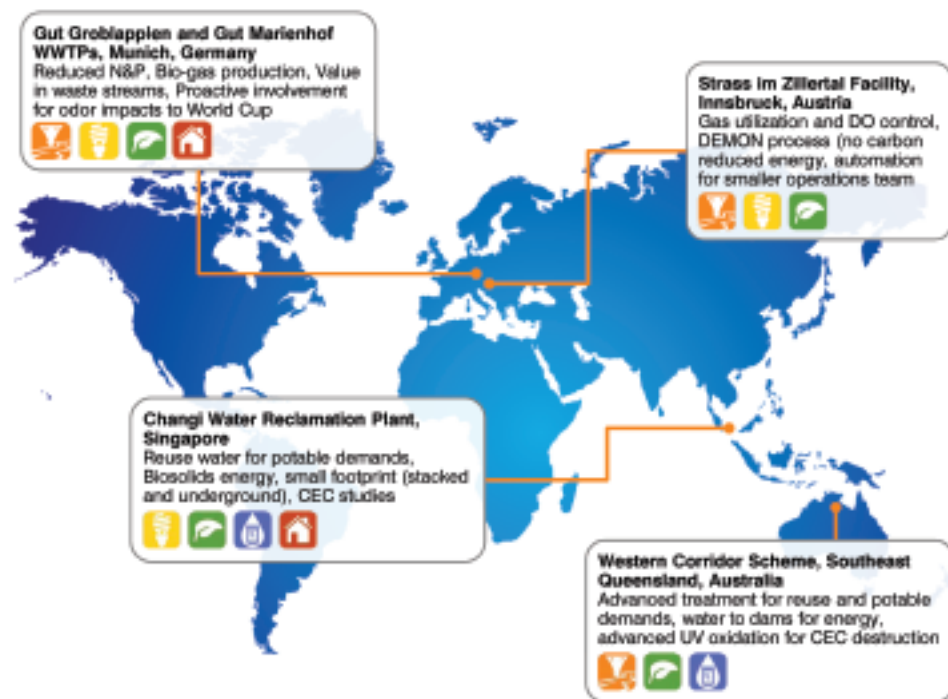 Gut Groblappen and Gut Marienhof
WWTPs, Munich, Germany
Reduced N&P, Bio-gas production, Value
in waste streams, Proactive involvement
for odor impacts to World Cup
Strass im Zillertal Facility,
Innsbruck, Austria
Gas utilization and DO control,
DEMON process (no carbon
reduced energy, automation
for smaller operations team
Changi Water Reclamation Plant,
Singapore
Reuse water for potable demands,
Biosolids energy, small footprint (stacked
and underground), CEC studies
Western Corridor Scheme, Southeast
Queensland, Australia
Advanced treatment for reuse and potable
demands, water to dams for energy,
advanced UV oxidation for CEC destruction